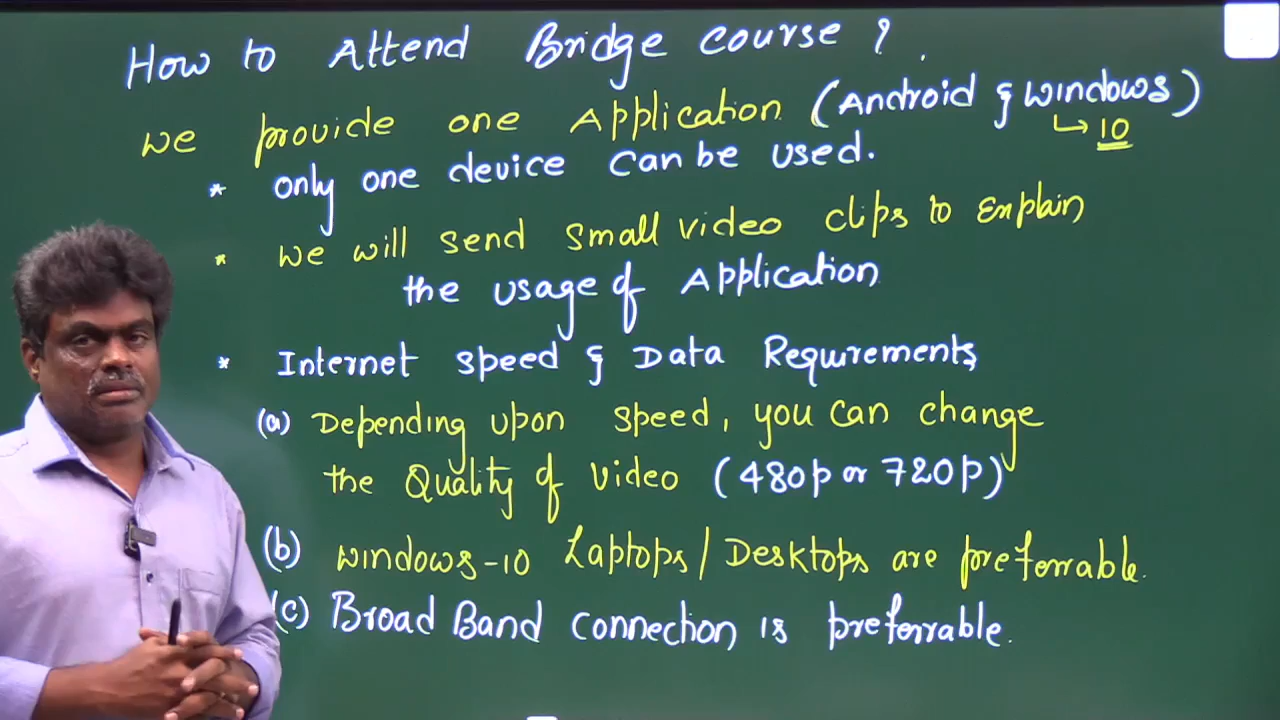 How to Attend Bridge course ?
we provide one Application (Android & windows)
↳ 10
* only one device can be used.
* we will send small video clips to Explain
the usage of Application
* Internet speed & Data Requirements
(a) Depending upon speed, you can change
the Quality of video (480p or 720p)
(b) windows-10 Laptops/Desktops are preferrable.
(c) Broad Band connection is preferrable.